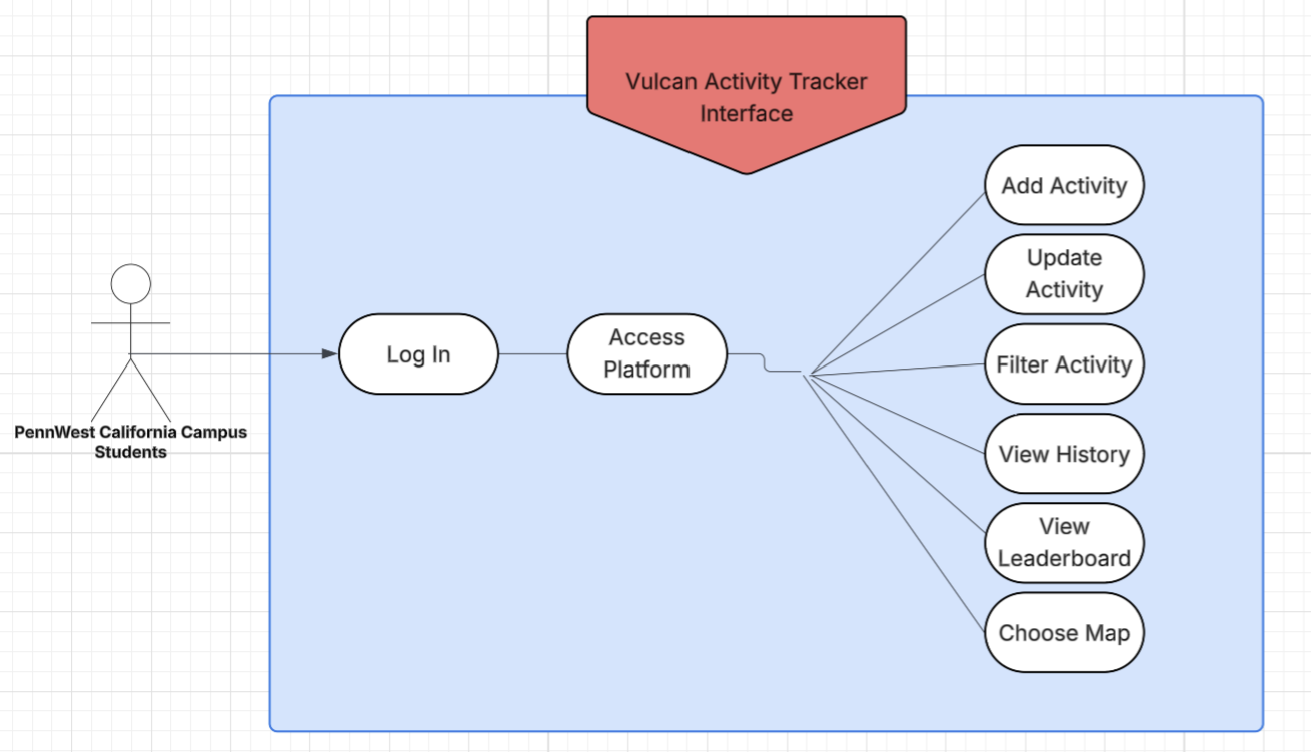 Vulcan Activity Tracker
Interface
Add Activity
Update
Activity
Filter Activity
View History
View
Leaderboard
Choose Map
Log In
Access
Platform
PennWest California Campus
Students